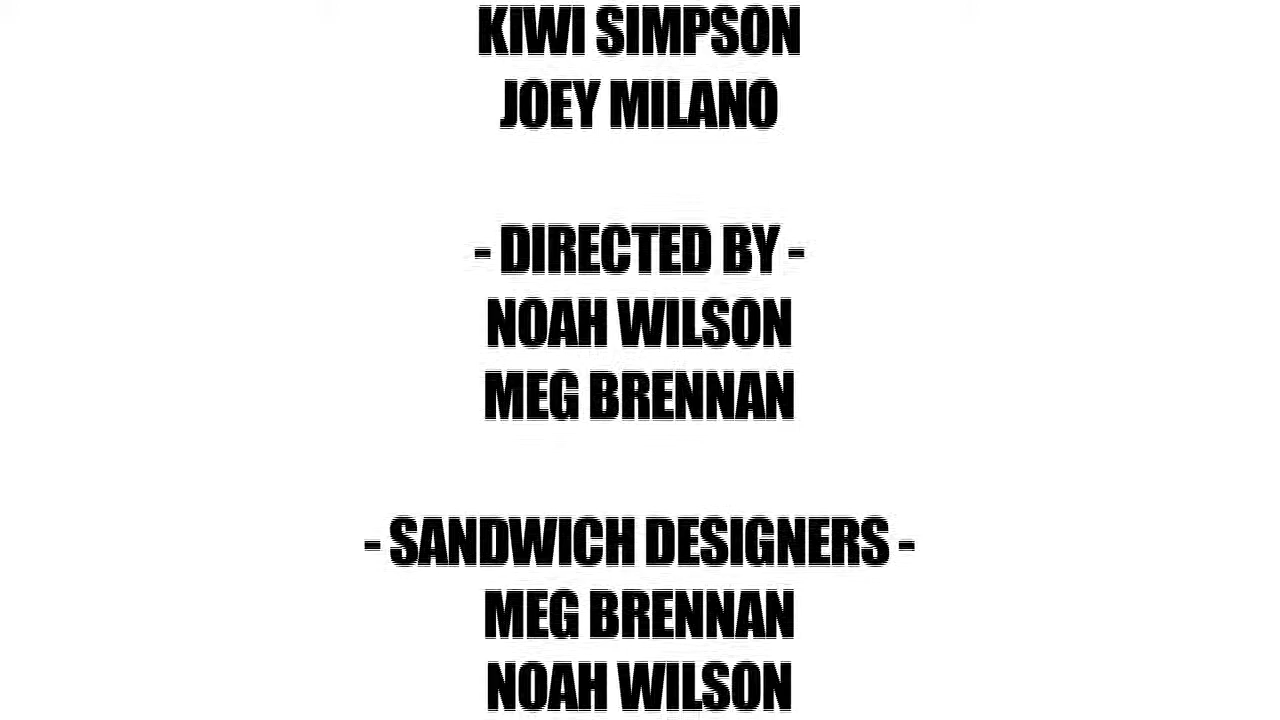 KIWI SIMPSON
JOEY MILANO
- DIRECTED BY -
NOAH WILSON
MEG BRENNAN
- SANDWICH DESIGNERS -
MEG BRENNAN
NOAH WILSON